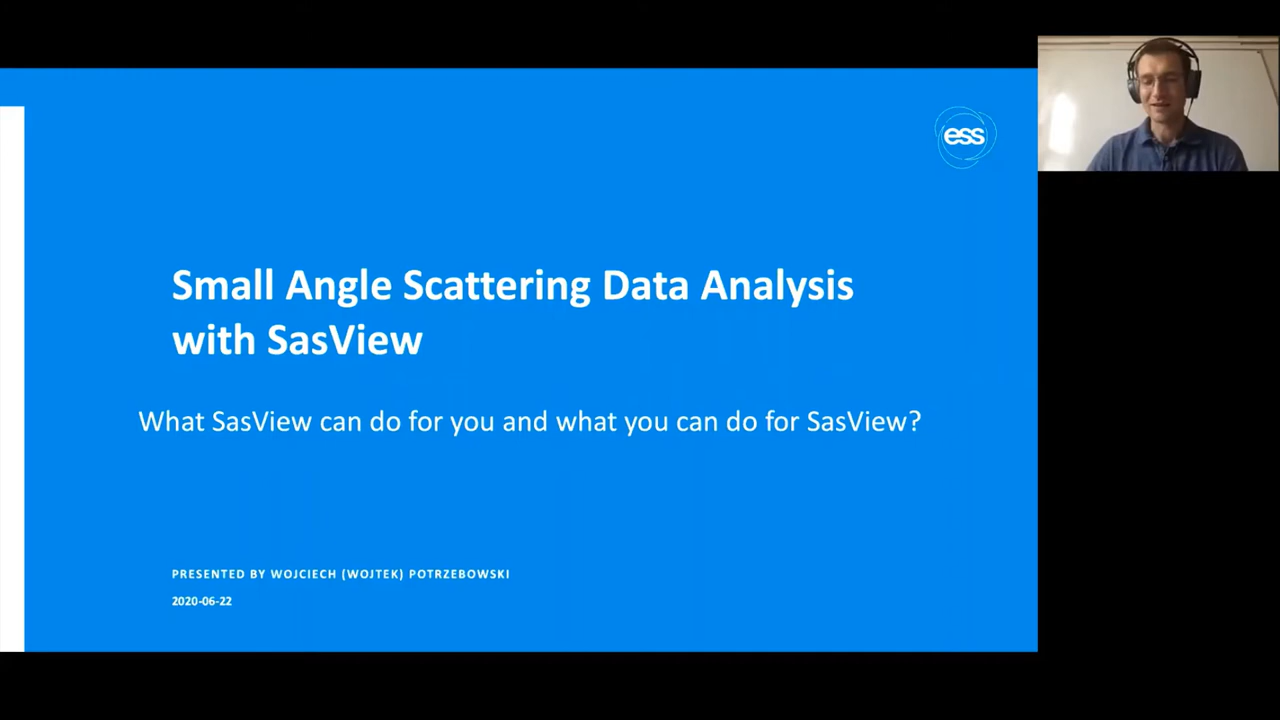 ess
Small Angle Scattering Data Analysis
with SasView
What SasView can do for you and what you can do for SasView?
PRESENTED BY WOJCIECH (WOJTEK) POTRZEBOWSKI
2020-06-22